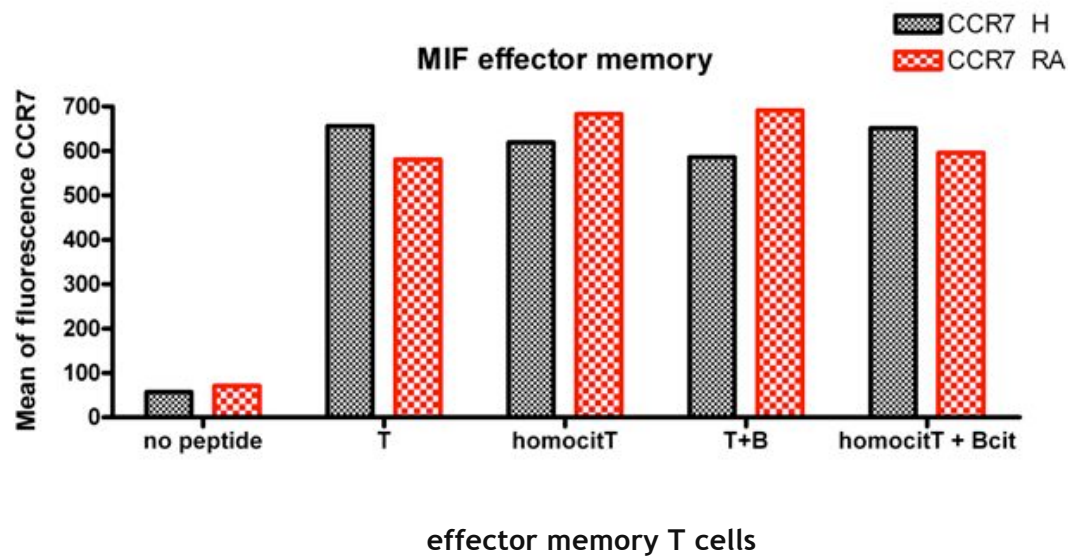 CCR7 H
CCR7 RA
MIF effector memory
Mean of fluorescence CCR7
700
600
500
400
300
200
100
0
no peptide
T
homocitT
T+B
homocitT + Bcit
effector memory T cells